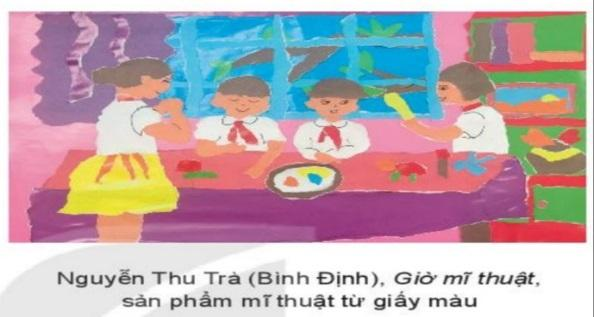 Nguyễn Thu Trà (Bình Định), Giờ mĩ thuật,
sản phẩm mĩ thuật từ giấy màu